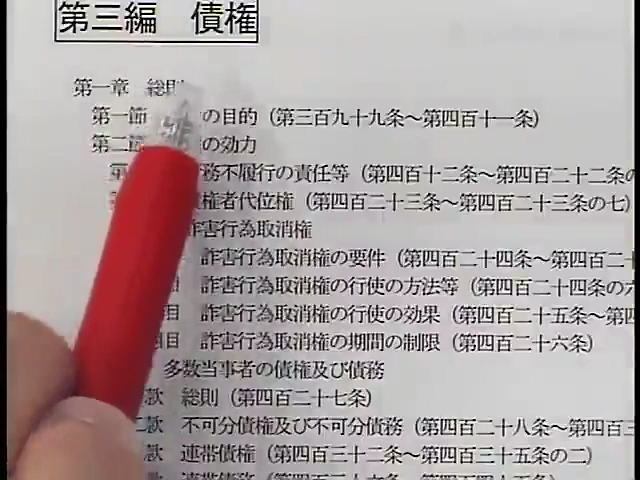 第三編 債権
第一章 総則
第一節 の目的（第三百九十九条～第四百十一条）
第二節 の効力
務不履行の責任等（第四百十二条～第四百二十二条の
権者代位権（第四百二十三条～第四百二十三条の七）
詐害行為取消権
詐害行為取消権の要件（第四百二十四条～第四百二十
目 詐害行為取消権の行使の方法等（第四百二十四条の六
目 詐害行為取消権の行使の効果（第四百二十五条～第四
目 詐害行為取消権の期間の制限（第四百二十六条）
多数当事者の債権及び債務
款 総則（第四百二十七条）
款 不可分債権及び不可分債務（第四百二十八条～第四百三
款 連帯債権（第四百三十二条～第四百三十五条の二）